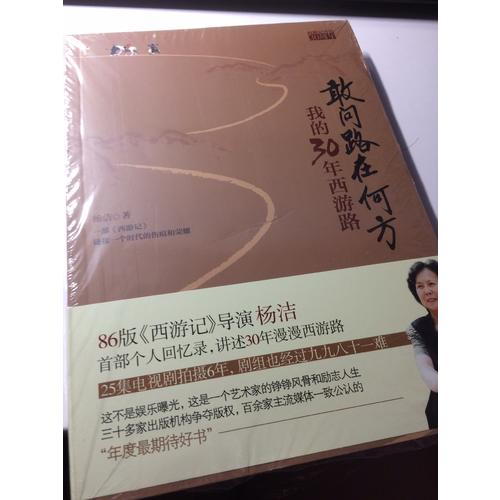 敢问路在何方
我的30年西游路
杨洁◎著
一部《西游记》
碰撞一个时代的伤痕和荣耀
86版《西游记》导演杨洁
首部个人回忆录，讲述30年漫漫西游路
25集电视剧拍摄6年，剧组也经过九九八十一难
这不是娱乐曝光，这是一个艺术家的铮铮风骨和励志人生
三十多家出版机构争夺版权，百余家主流媒体一致公认的
“年度最期待好书”